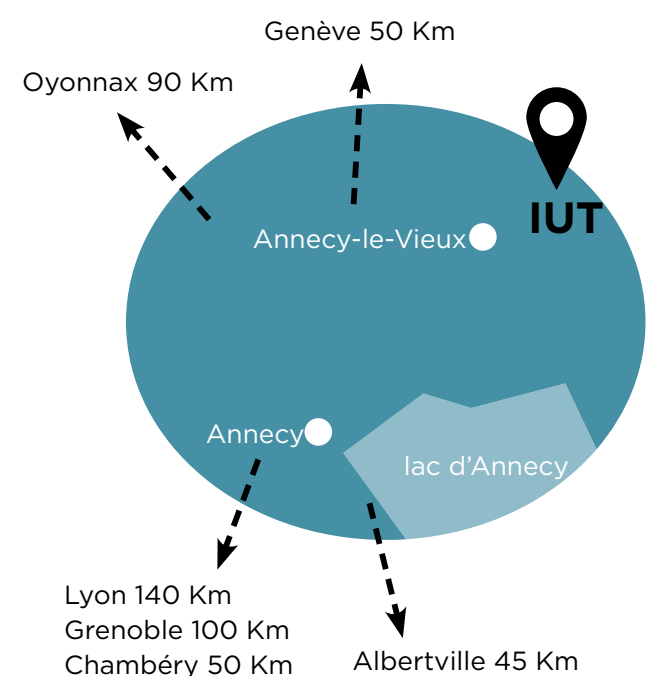 Genève 50 Km
Oyonnax 90 Km
IUT
Annecy-le-Vieux
Annecy
lac d'Annecy
Lyon 140 Km
Grenoble 100 Km
Chambéry 50 Km
Albertville 45 Km